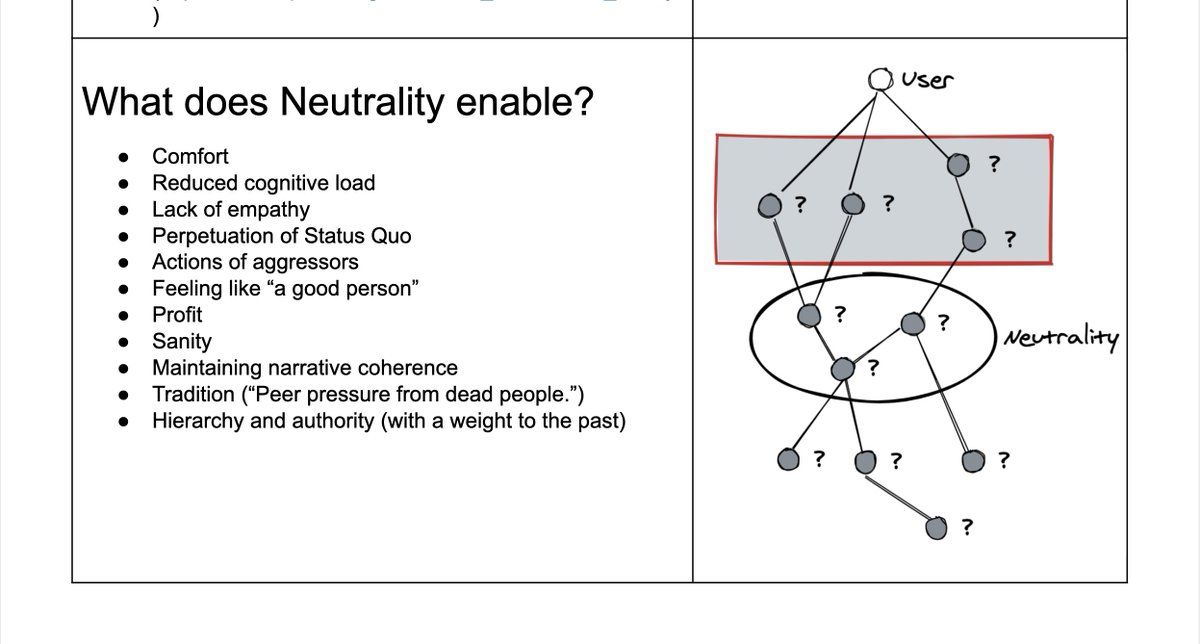 )
What does Neutrality enable?
● Comfort
● Reduced cognitive load
● Lack of empathy
● Perpetuation of Status Quo
● Actions of aggressors
● Feeling like “a good person”
● Profit
● Sanity
● Maintaining narrative coherence
● Tradition (“Peer pressure from dead people.”)
● Hierarchy and authority (with a weight to the past)
User
?
? ?
?
? ?
Neutrality
?
? ? ?
?